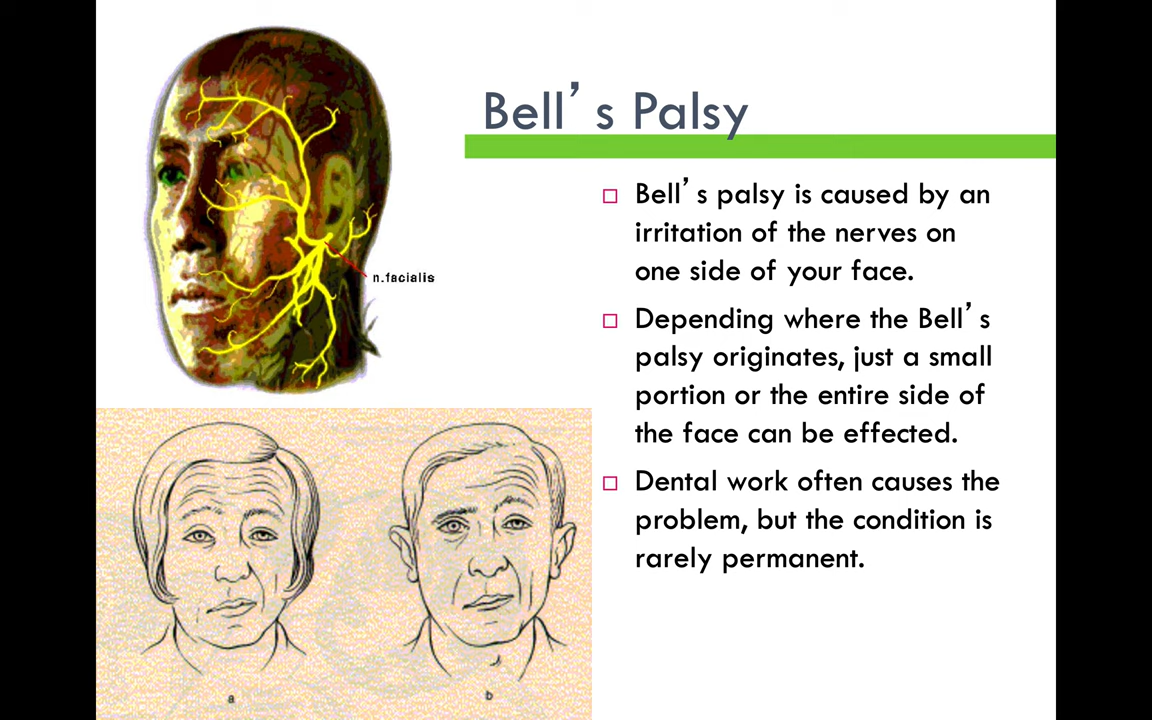 Bell’s Palsy
n.facialis
□ Bell’s palsy is caused by an
irritation of the nerves on
one side of your face.
□ Depending where the Bell’s
palsy originates, just a small
portion or the entire side of
the face can be effected.
□ Dental work often causes the
problem, but the condition is
rarely permanent.
a
b